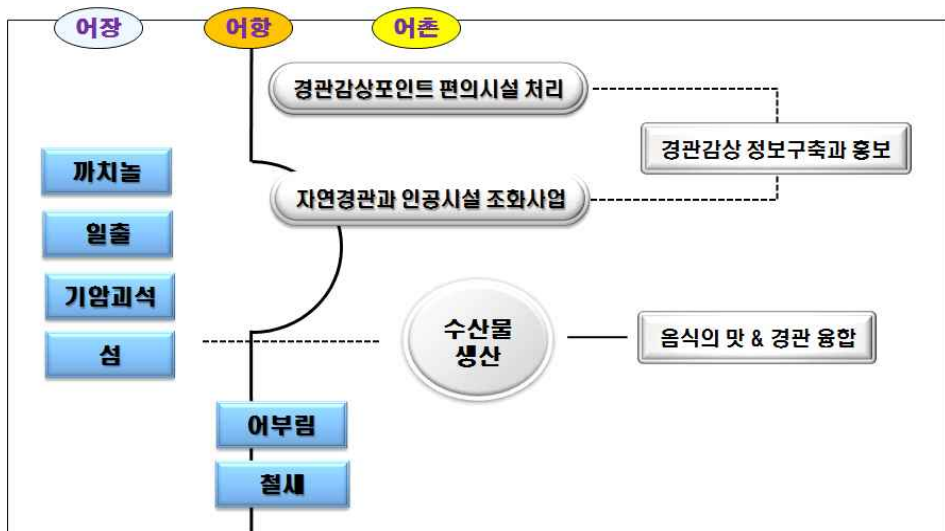 어장
어항
어촌
경관감상포인트 편의시설 처리
경관감상 정보구축과 홍보
까치놀
자연경관과 인공시설 조화사업
일출
기암괴석
섬
수산물
생산
음식의 맛 & 경관 융합
어부림
철새